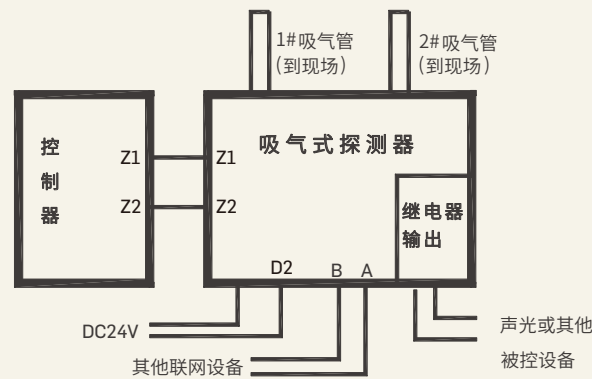 1#吸气管
(到现场)
2#吸气管
(到现场)
控
制
器
Z1
Z2
Z1
Z2
吸气式探测器
继电器
输出
D2
B
A
DC24V
其他联网设备
声光或其他
被控设备